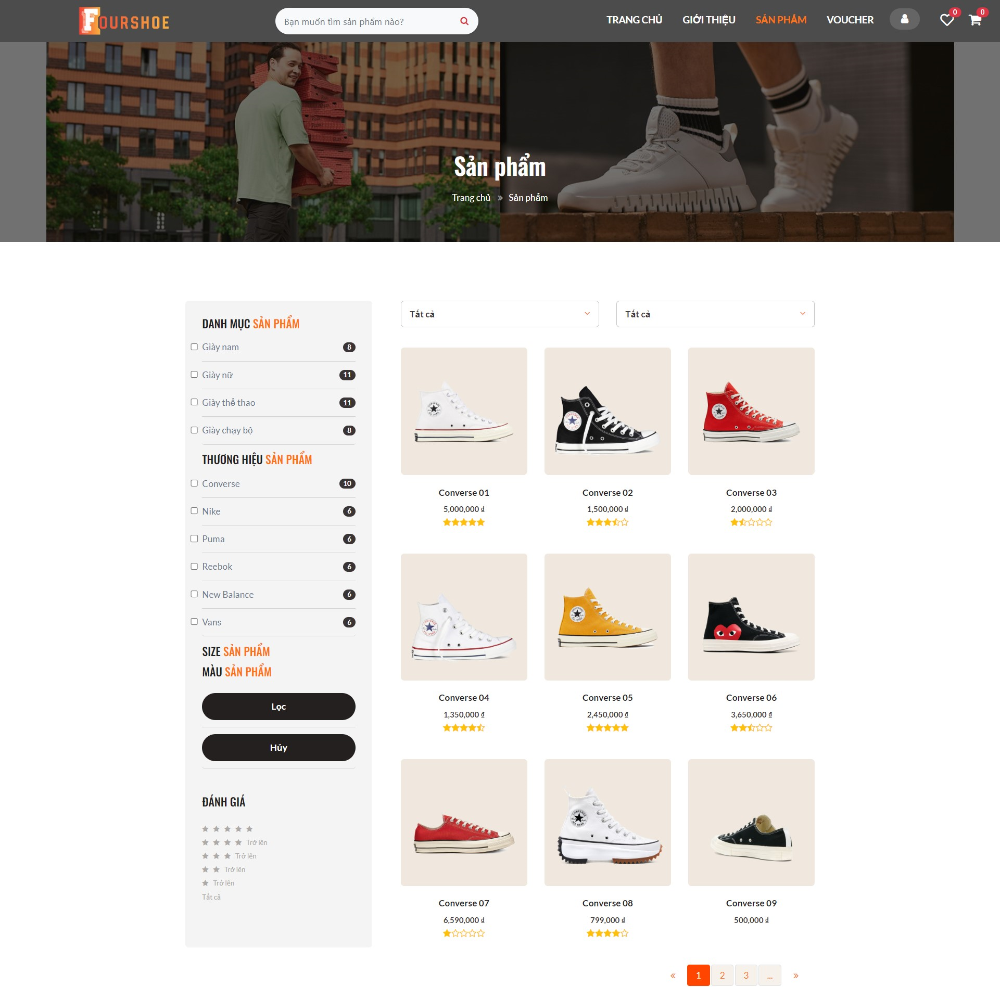 FOURSHOE
Bạn muốn tìm sản phẩm nào?
TRANG CHỦ GIỚI THIỆU SẢN PHẨM VOUCHER
0
0
Sản phẩm
Trang chủ » Sản phẩm
DANH MỤC SẢN PHẨM
Giày nam 8
Giày nữ 11
Giày thể thao 11
Giày chạy bộ 8
THƯƠNG HIỆU SẢN PHẨM
Converse 10
Nike 6
Puma 6
Reebok 6
New Balance 6
Vans 6
SIZE SẢN PHẨM
MÀU SẢN PHẨM
Lọc
Hủy
ĐÁNH GIÁ
Trở lên
Trở lên
Trở lên
Trở lên
Tất cả
Tất cả
Tất cả
Converse 01
5,000,000 ₫
Converse 02
1,500,000 ₫
Converse 03
2,000,000 ₫
Converse 04
1,350,000 ₫
Converse 05
2,450,000 ₫
Converse 06
3,650,000 ₫
Converse 07
6,590,000 ₫
Converse 08
799,000 ₫
Converse 09
500,000 ₫
« 1 2 3 ... »